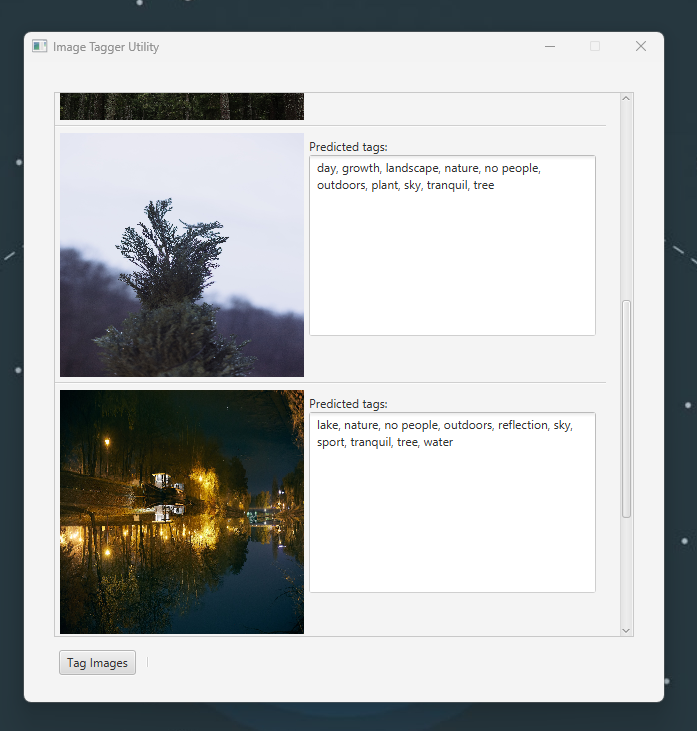 Image Tagger Utility
Predicted tags:
day, growth, landscape, nature, no people,
outdoors, plant, sky, tranquil, tree
Predicted tags:
lake, nature, no people, outdoors, reflection, sky,
sport, tranquil, tree, water
Tag Images